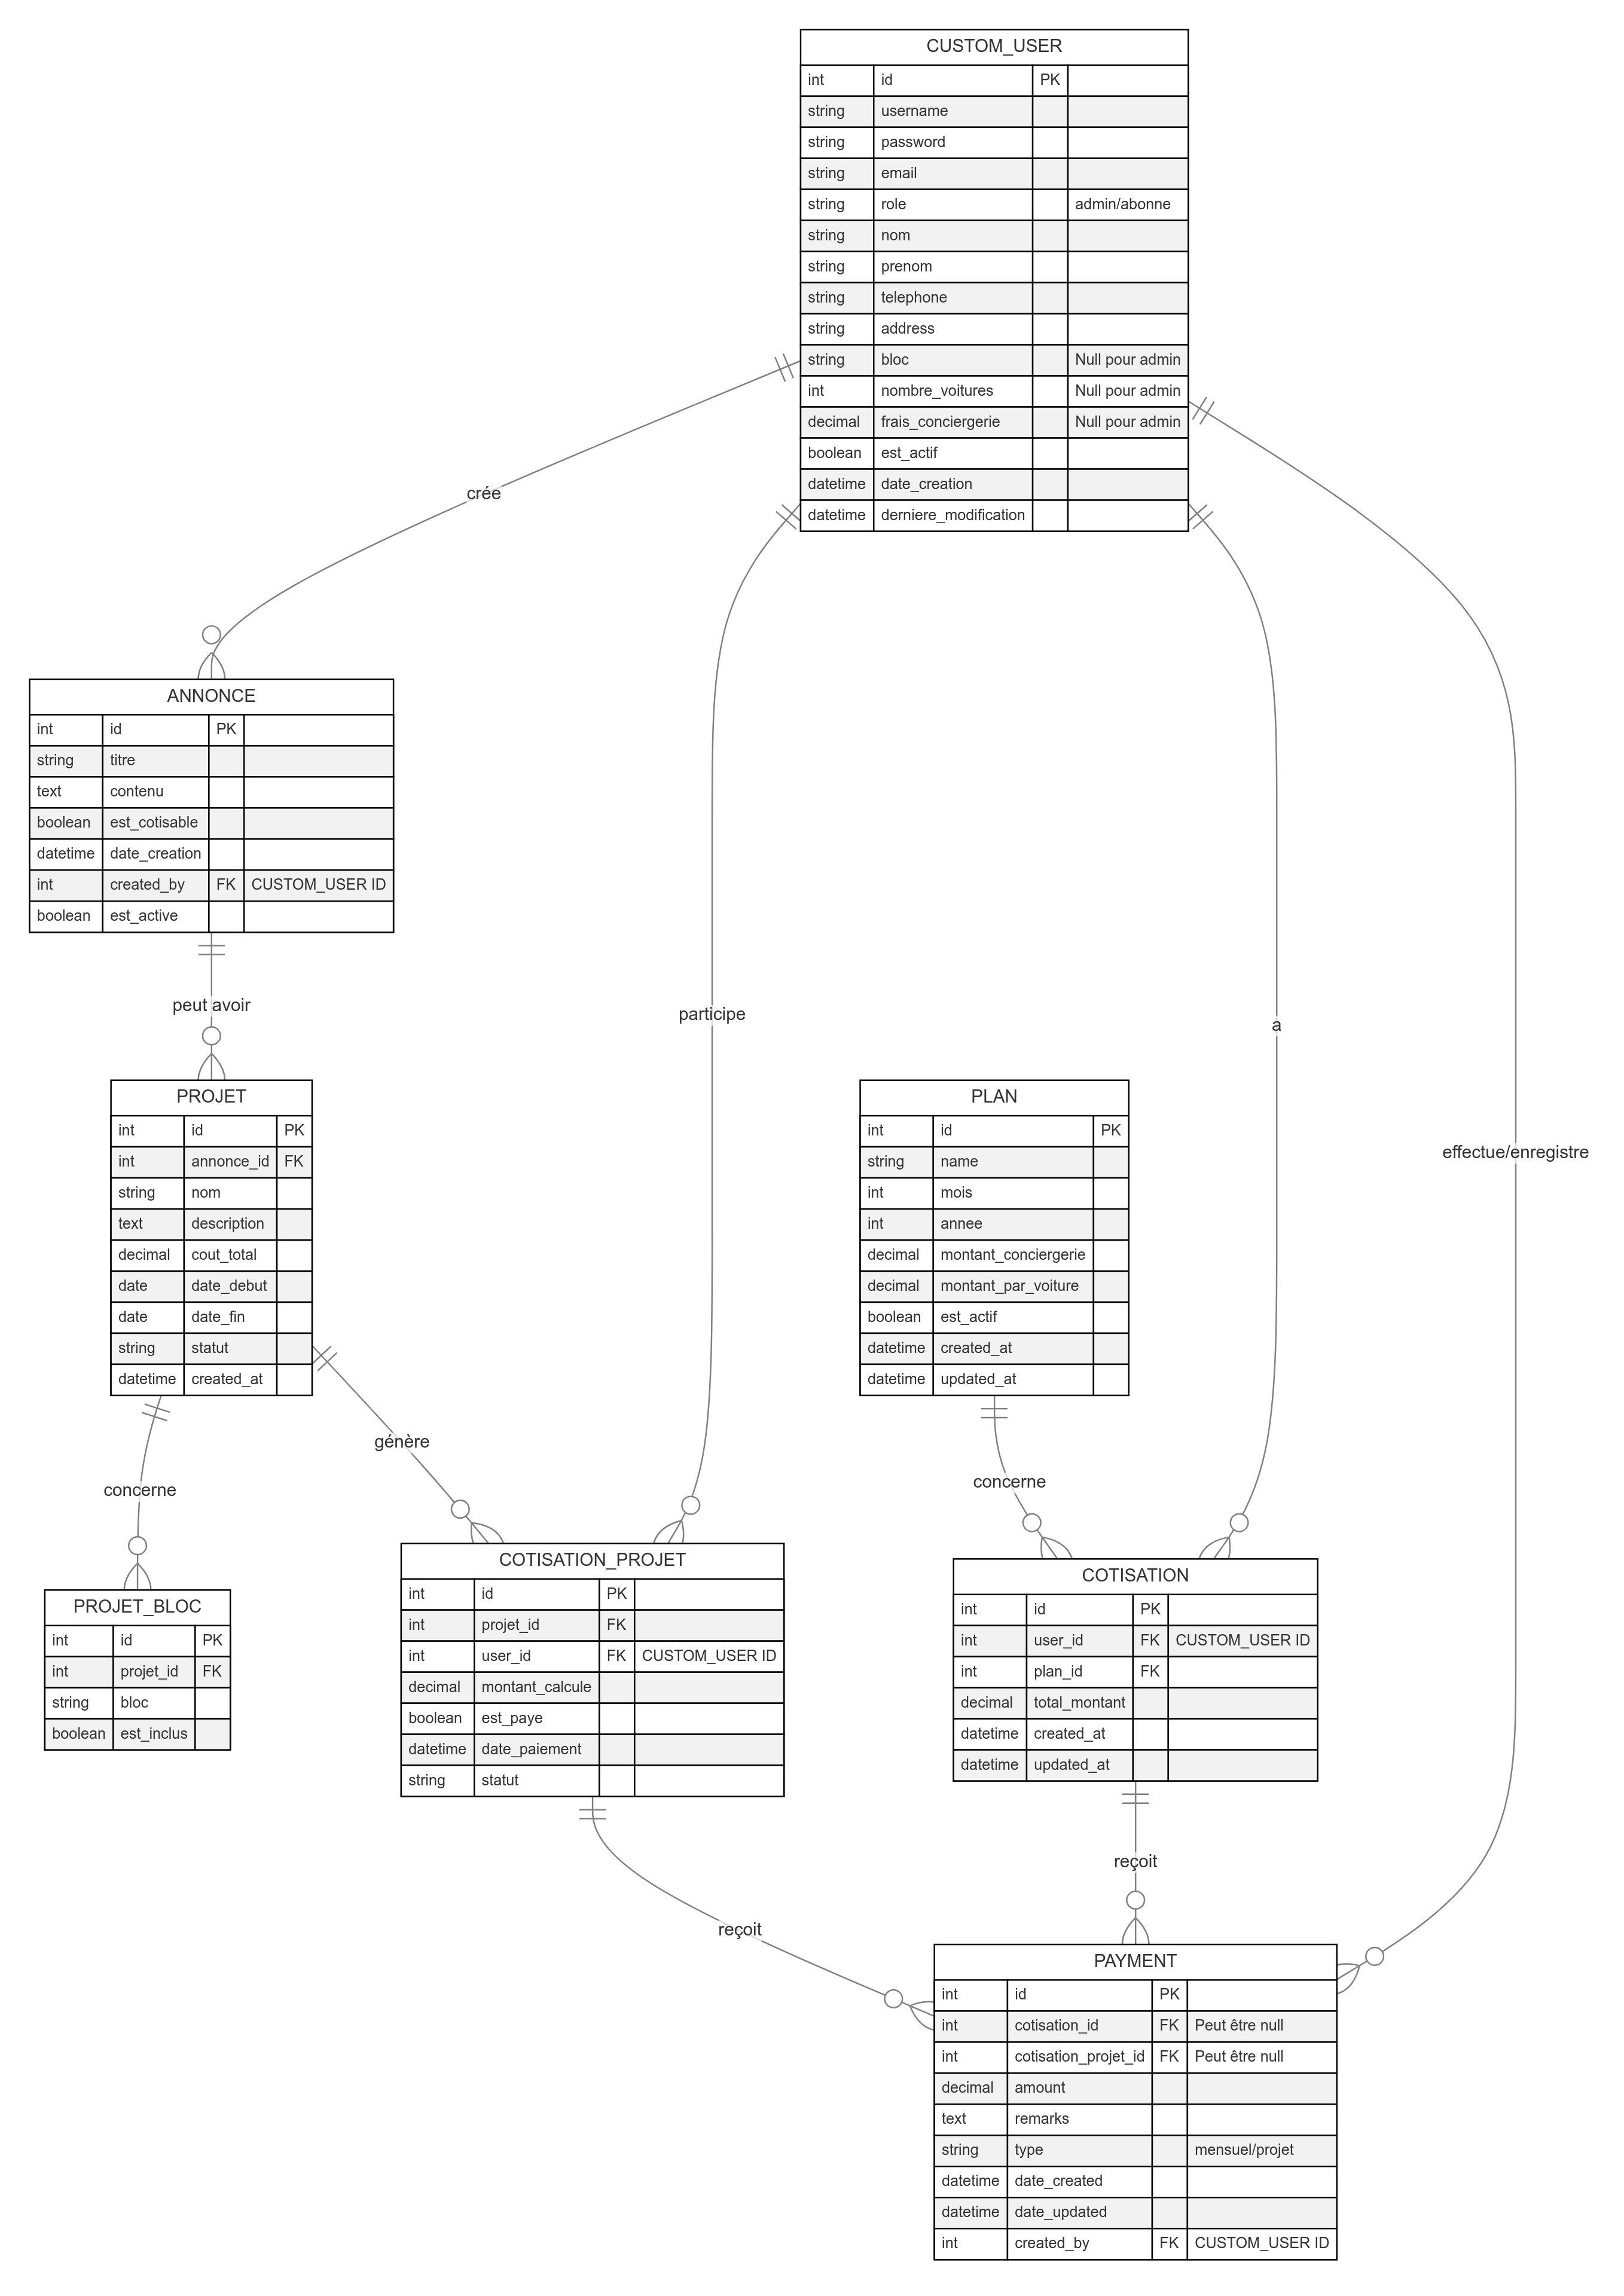 CUSTOM_USER
int id PK
string username
string password
string email
string role admin/abonne
string nom
string prenom
string telephone
string address
string bloc Null pour admin
int nombre_voitures Null pour admin
decimal frais_conciergerie Null pour admin
boolean est_actif
datetime date_creation
datetime derniere_modification
crée
ANNONCE
int id PK
string titre
text contenu
boolean est_cotisable
datetime date_creation
int created_by FK CUSTOM_USER ID
boolean est_active
peut avoir
participe
a
effectue/enregistre
PROJET
int id PK
int annonce_id FK
string nom
text description
decimal cout_total
date date_debut
date date_fin
string statut
datetime created_at
PLAN
int id PK
string name
int mois
int annee
decimal montant_conciergerie
decimal montant_par_voiture
boolean est_actif
datetime created_at
datetime updated_at
génère
concerne
concerne
PROJET_BLOC
int id PK
int projet_id FK
string bloc
boolean est_inclus
COTISATION_PROJET
int id PK
int projet_id FK
int user_id FK CUSTOM_USER ID
decimal montant_calcule
boolean est_paye
datetime date_paiement
string statut
COTISATION
int id PK
int user_id FK CUSTOM_USER ID
int plan_id FK
decimal total_montant
datetime created_at
datetime updated_at
reçoit
reçoit
PAYMENT
int id PK
int cotisation_id FK Peut être null
int cotisation_projet_id FK Peut être null
decimal amount
text remarks
string type mensuel/projet
datetime date_created
datetime date_updated
int created_by FK CUSTOM_USER ID